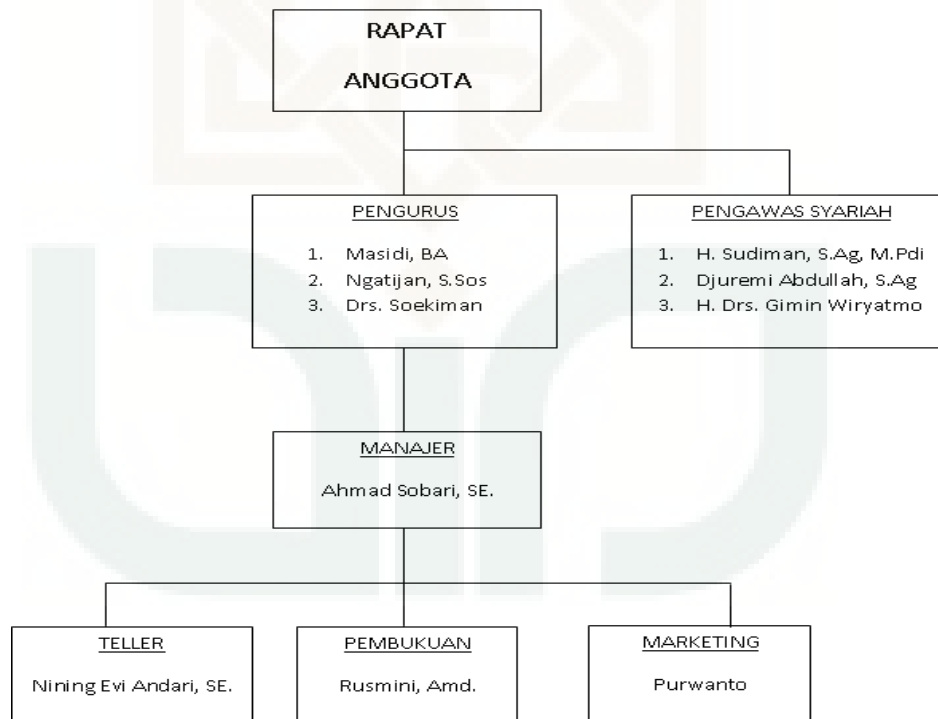 RAPAT
ANGGOTA
PENGURUS
1. Masidi, BA
2. Ngatijan, S.Sos
3. Drs. Soekiman
PENGAWAS SYARIAH
1. H. Sudiman, S.Ag, M.Pdi
2. Djuremi Abdullah, S.Ag
3. H. Drs. Gimin Wiryatmo
MANAJER
Ahmad Sobari, SE.
TELLER
Nining Evi Andari, SE.
PEMBUKUAN
Rusmini, Amd.
MARKETING
Purwanto